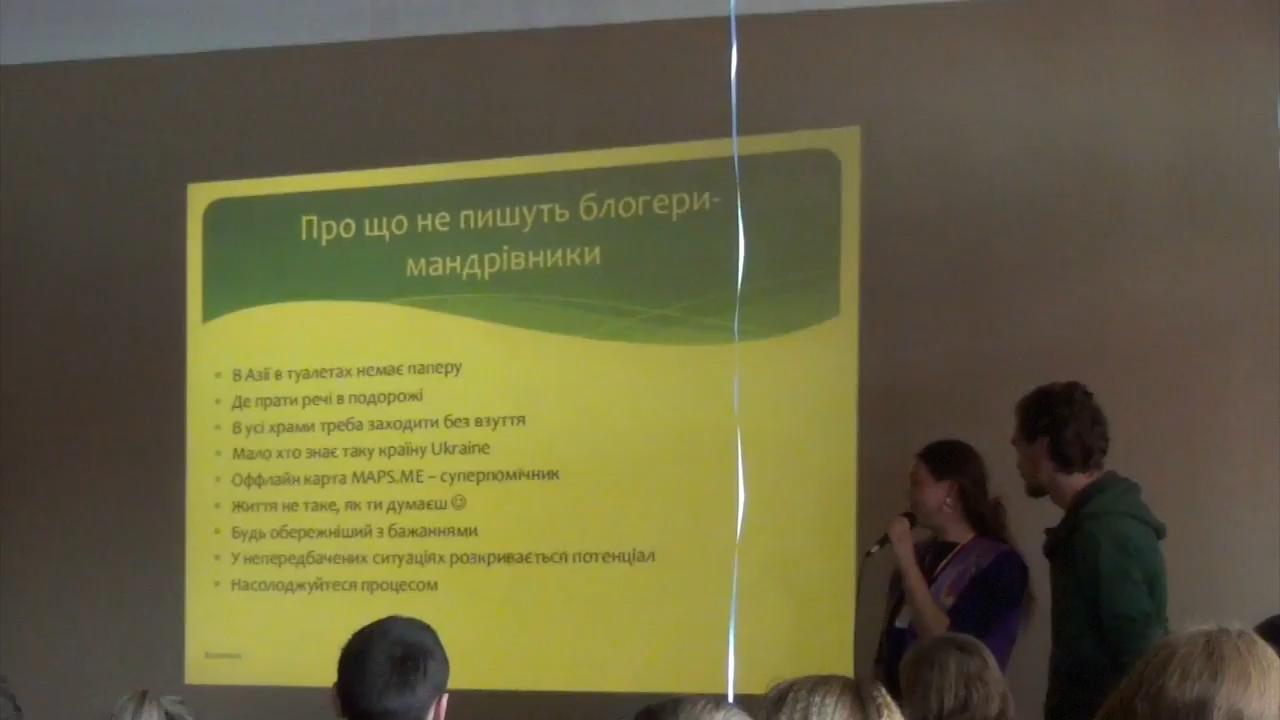 Про що не пишуть блогери-
мандрівники
В Азії в туалетах немає паперу
Де прати речі в подорожі
В усі храми треба заходити без взуття
Мало хто знає таку країну Ukraine
Оффлайн карта MAPS.ME – суперпомічник
Життя не таке, як ти думаєш ☺
Будь обережніший з бажаннями
У непередбачених ситуаціях розкривається потенціал
Насолоджуйтеся процесом